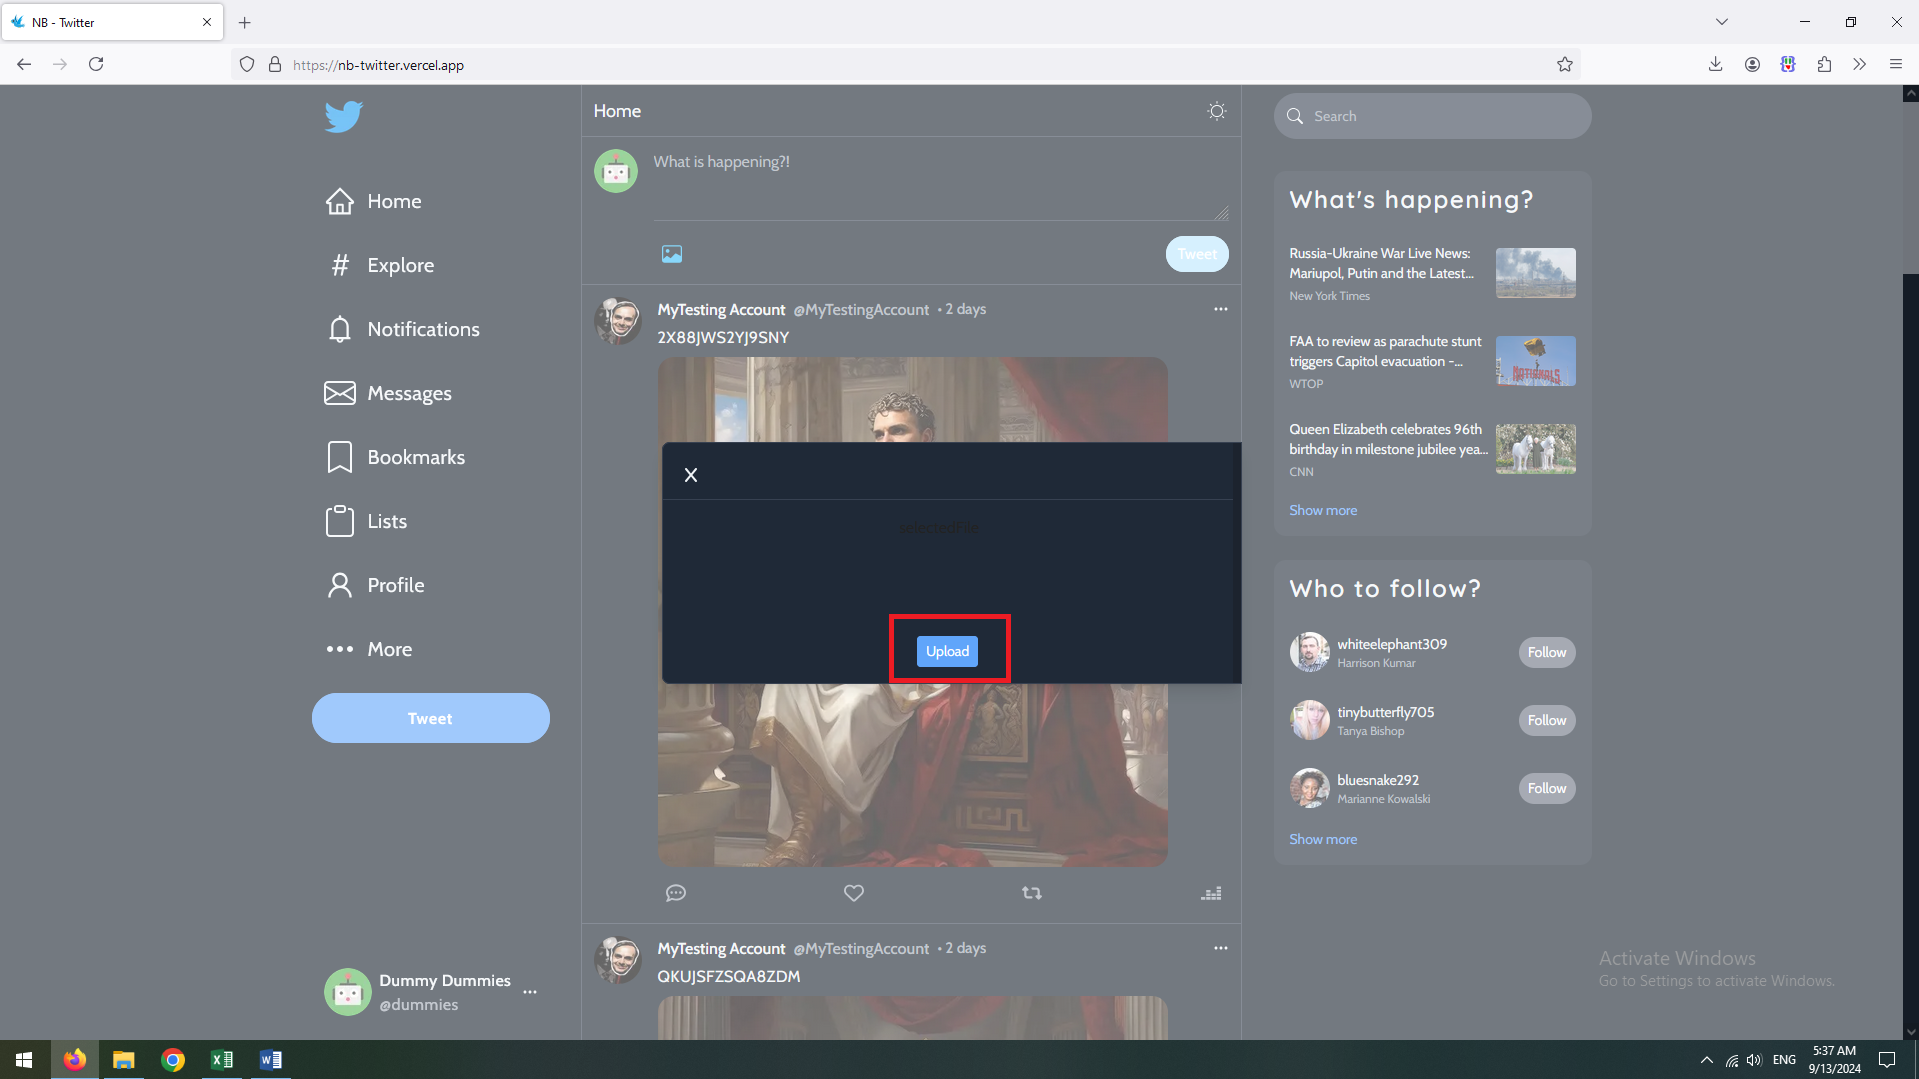 NB - Twitter
https://nb-twitter.vercel.app
Home
Explore
Notifications
Messages
Bookmarks
Lists
Profile
More
Tweet
Dummy Dummies
@dummies
Home
What is happening?!
Tweet
MyTesting Account @MyTestingAccount • 2 days
2X88JWS2YJ9SNY
X
selectedFile
Upload
MyTesting Account @MyTestingAccount • 2 days
QKUJSFZSQA8ZDM
Search
What's happening?
Russia-Ukraine War Live News:
Mariupol, Putin and the Latest...
New York Times
FAA to review as parachute stunt
triggers Capitol evacuation -...
WTOP
NATIONALS
Queen Elizabeth celebrates 96th
birthday in milestone jubilee yea...
CNN
Show more
Who to follow?
whiteelephant309
Harrison Kumar
Follow
tinybutterfly705
Tanya Bishop
Follow
bluesnake292
Marianne Kowalski
Follow
Show more
Activate Windows
Go to Settings to activate Windows.
ENG
5:37 AM
9/13/2024